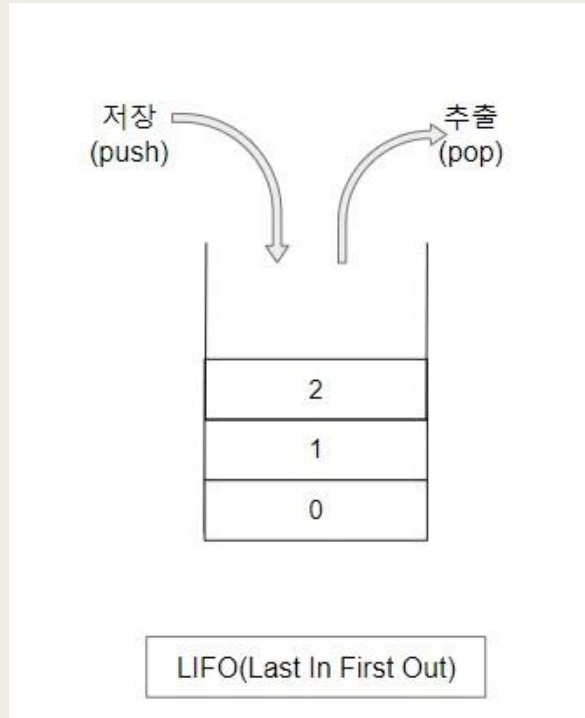 저장
(push)
추출
(pop)
2
1
0
LIFO(Last In First Out)